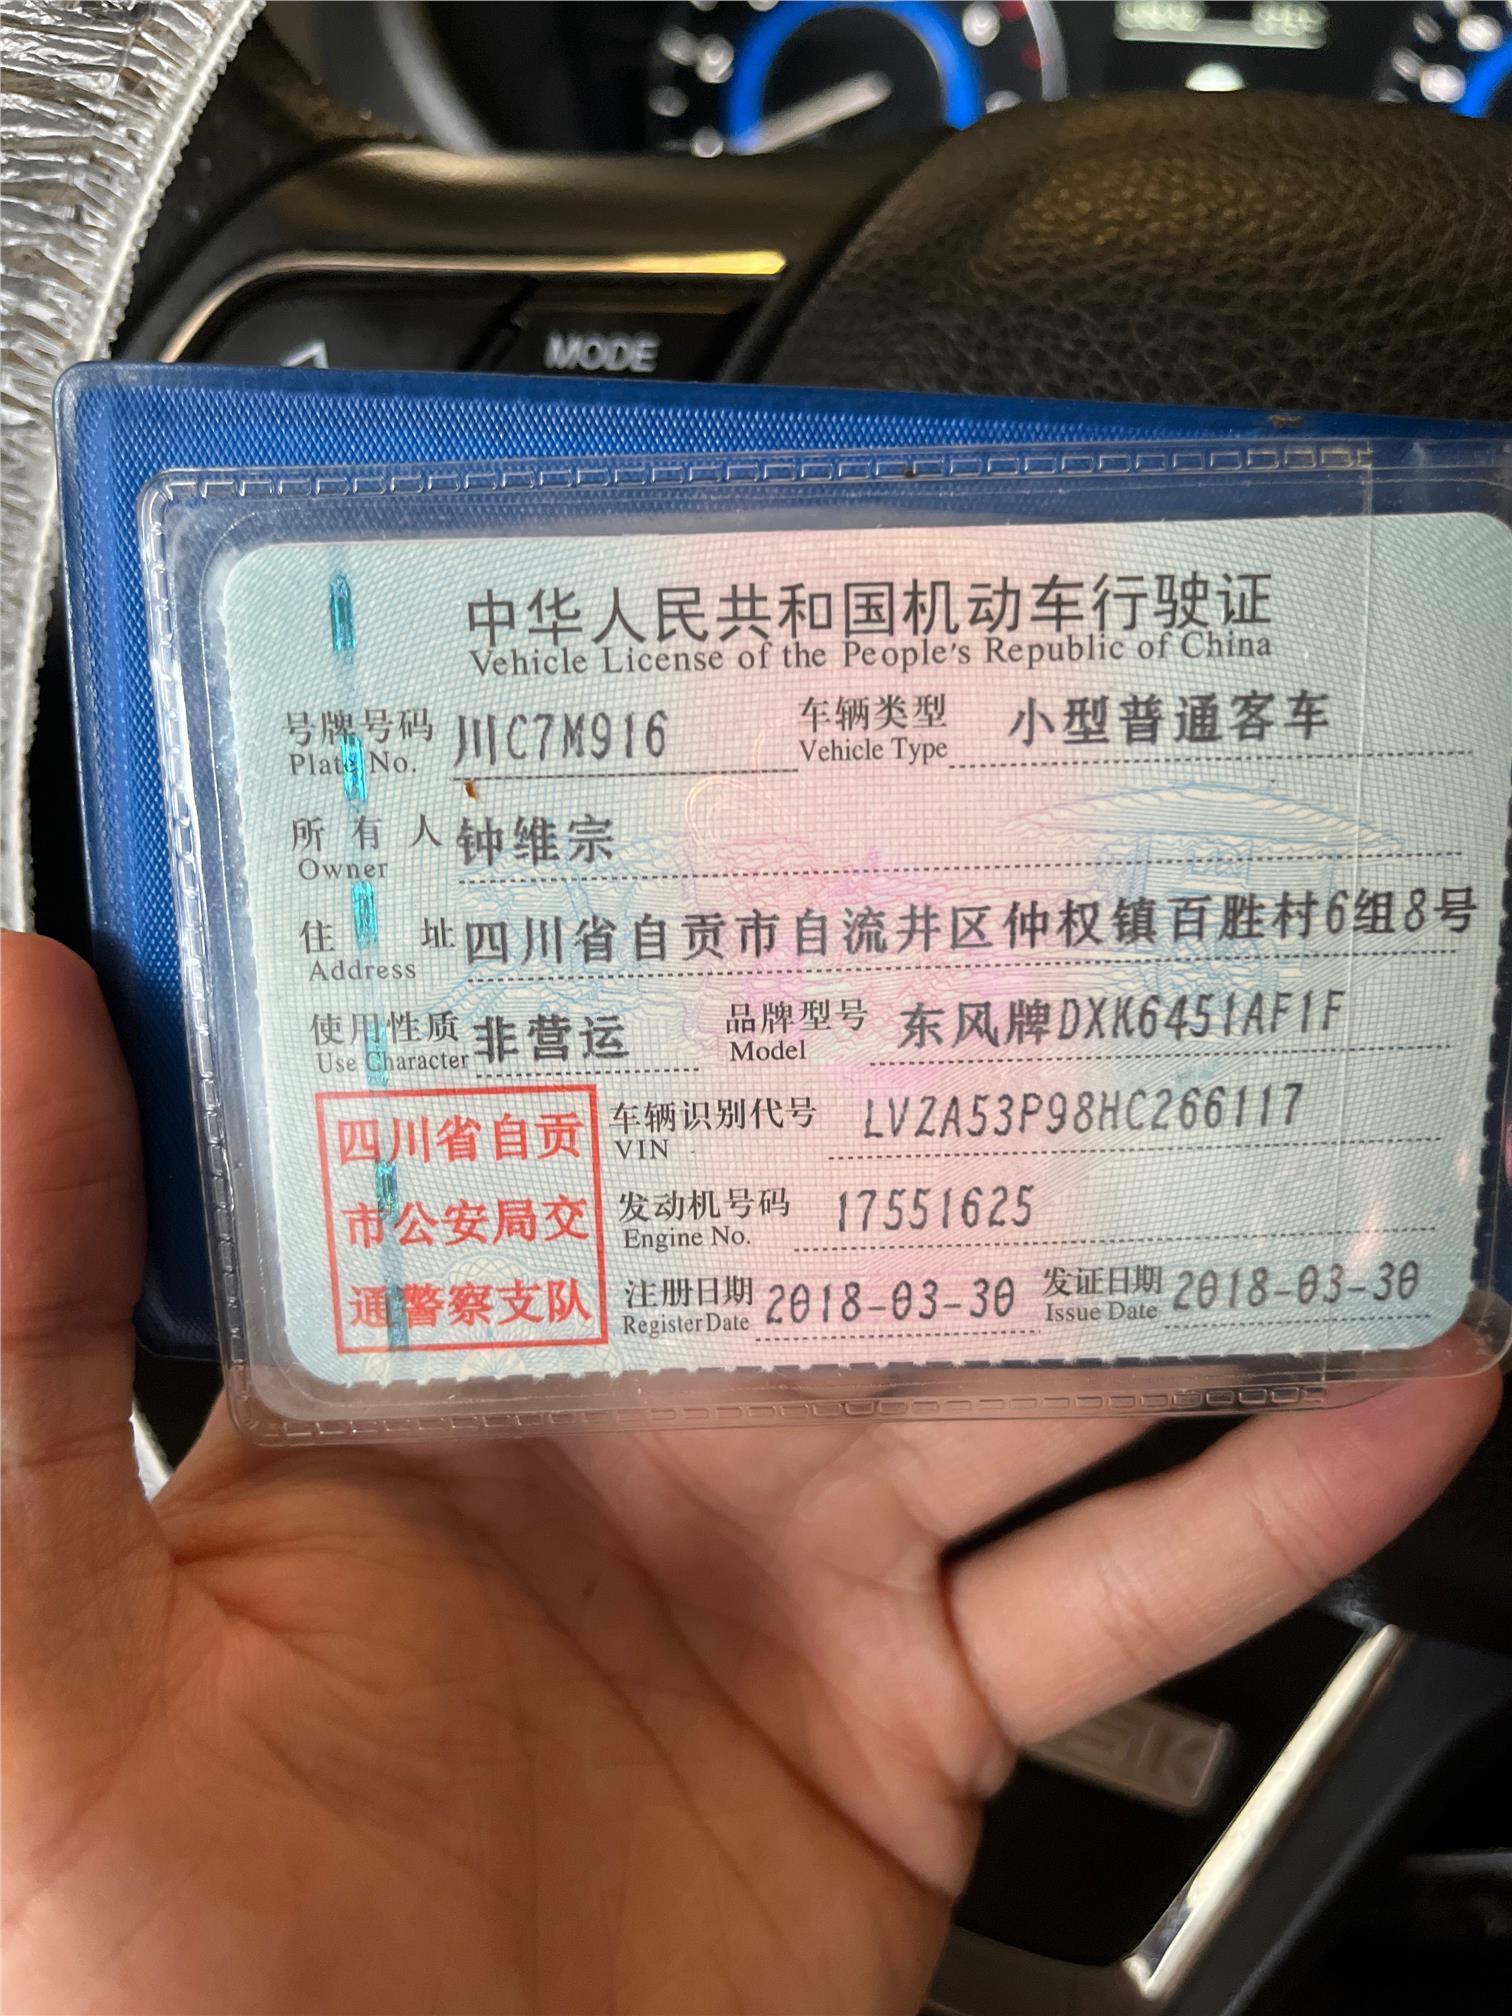 MODE
中华人民共和国机动车行驶证
Vehicle License of the People's Republic of China
号牌号码 川C7M916 车辆类型 小型普通客车
Plate No. Vehicle Type
所有人 钟维宗
Owner
住址 四川省自贡市自流井区仲权镇百胜村6组8号
Address
使用性质 非营运 品牌型号 东风牌DXK6451AF1F
Use Character Model
车辆识别代号 LVZA53P98HC266117
VIN
发动机号码 17551625
Engine No.
注册日期 2018-03-30 发证日期 2018-03-30
Register Date Issue Date
四川省自贡
市公安局交
通警察支队